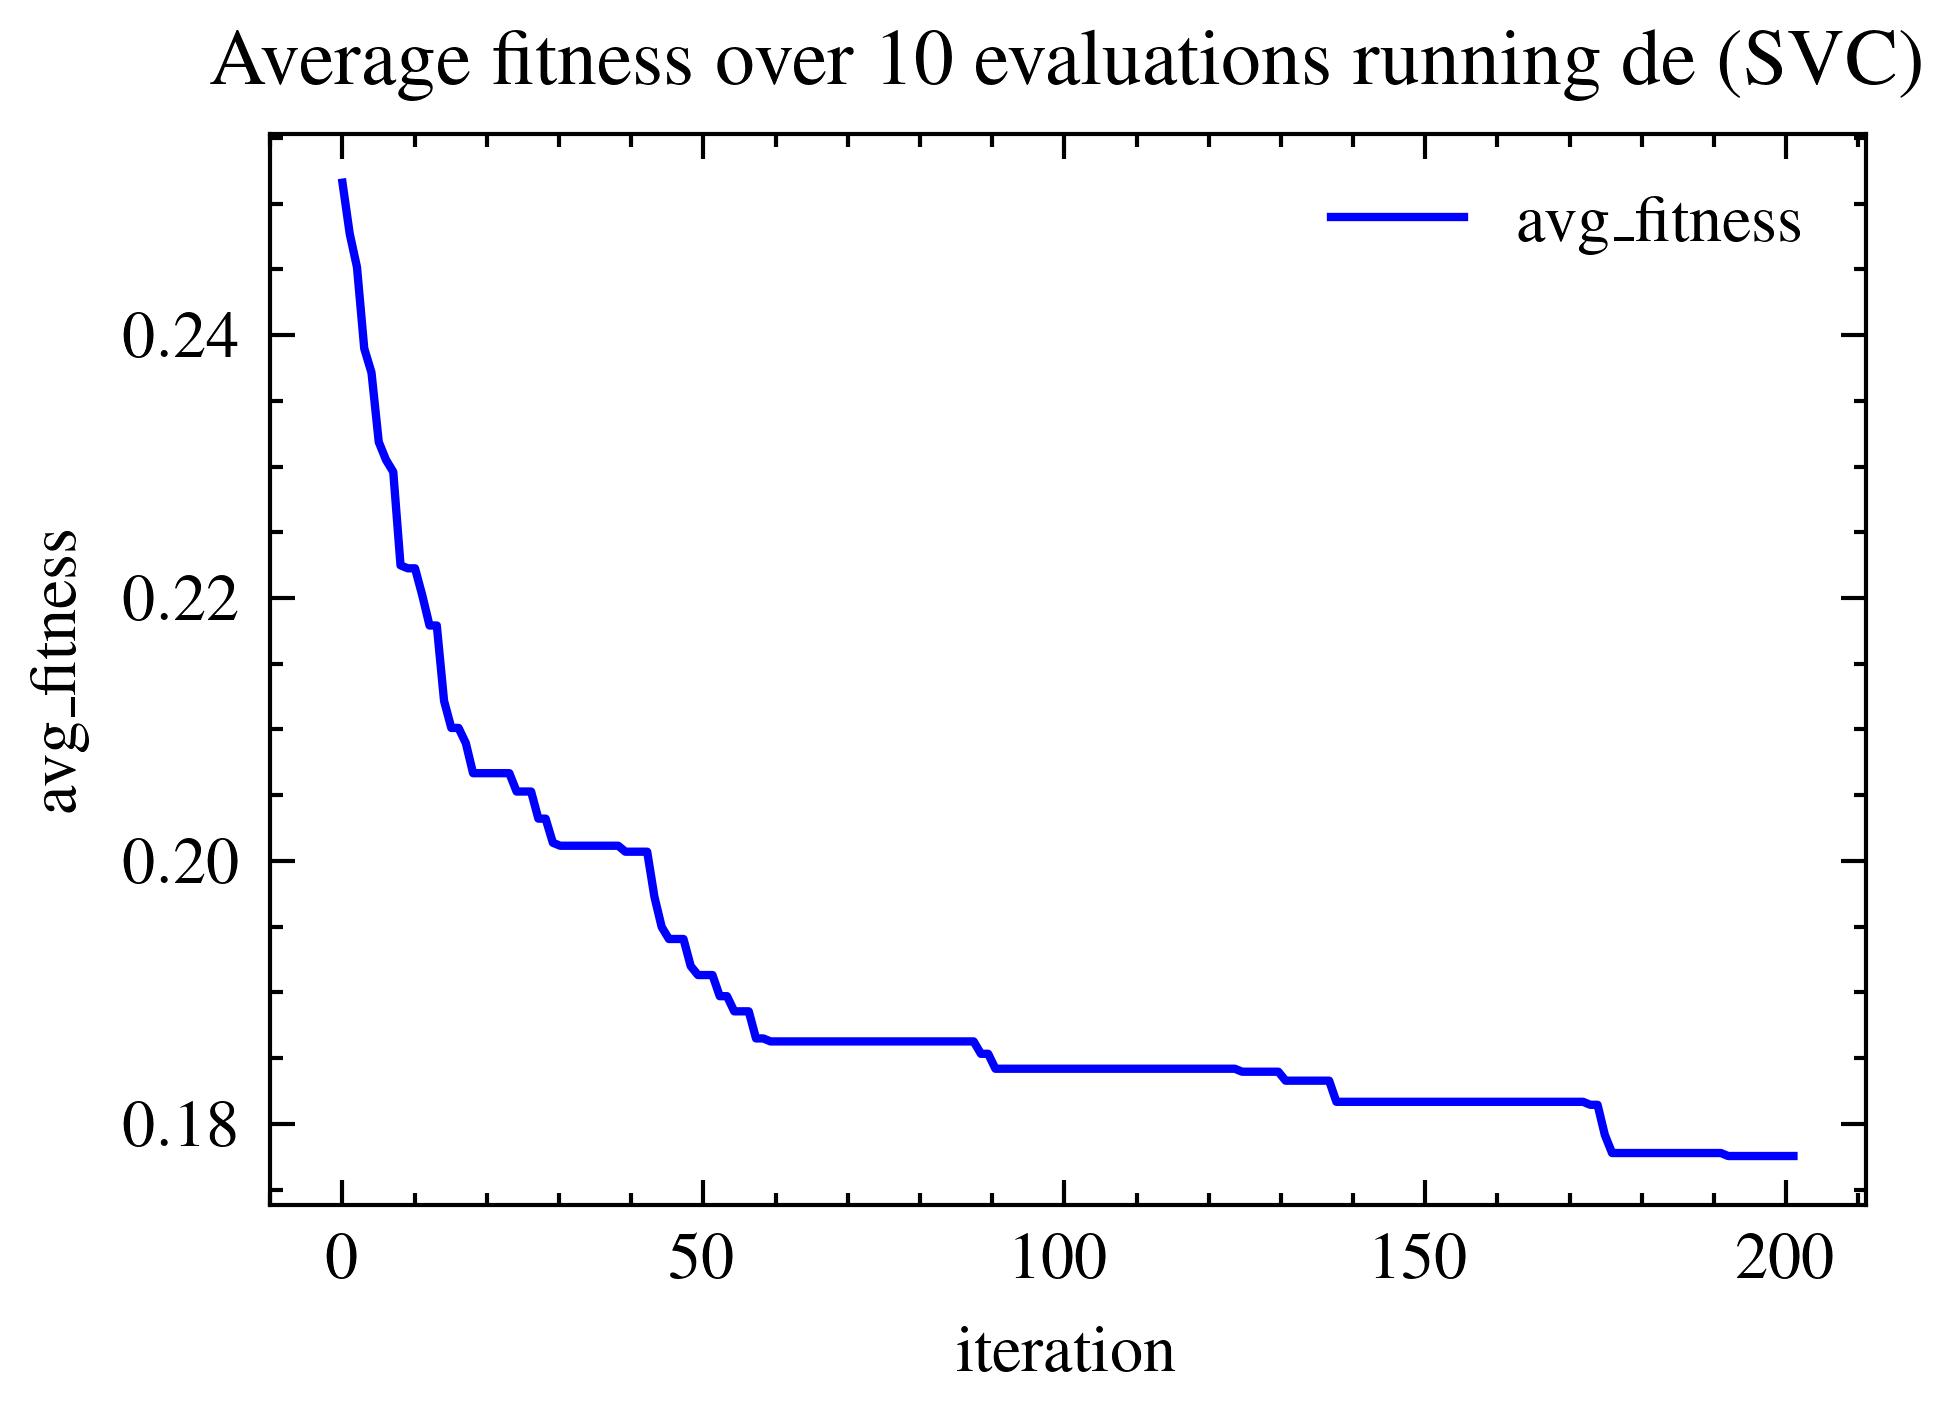 Average fitness over 10 evaluations running de (SVC)
avg_fitness
avg_fitness
0.24
0.22
0.20
0.18
0 50 100 150 200
iteration